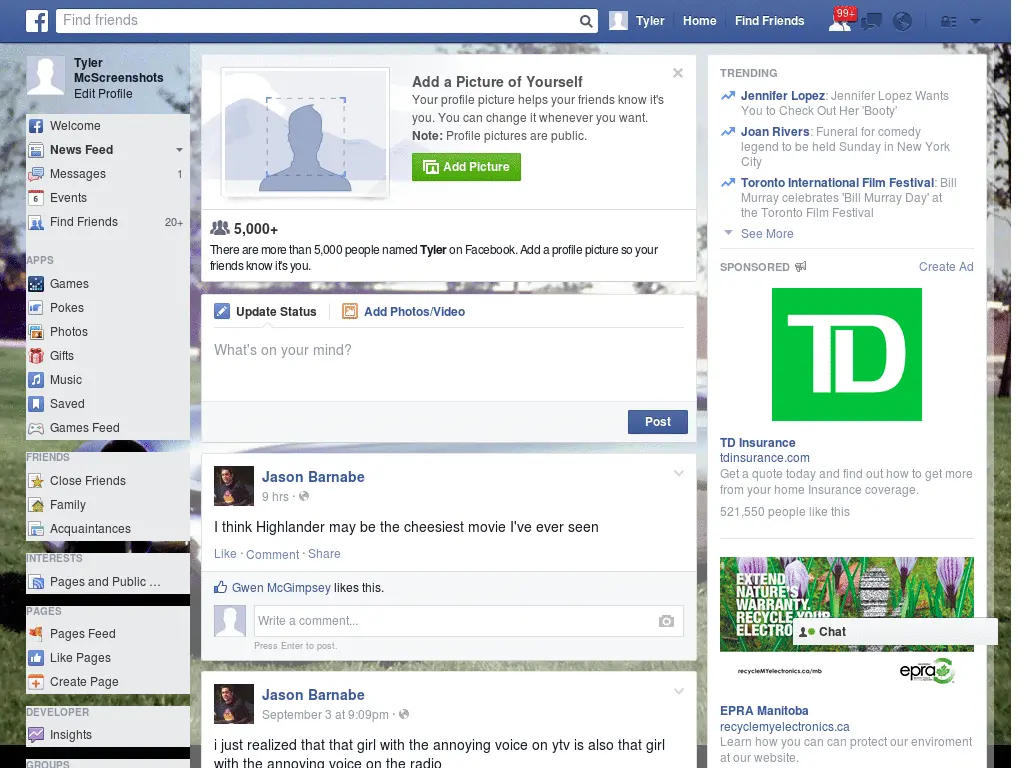 Find friends
Tyler
Home
Find Friends
99+
Tyler
McScreenshots
Edit Profile
Welcome
News Feed
Messages 1
6 Events
Find Friends 20+
APPS
Games
Pokes
Photos
Gifts
Music
Saved
Games Feed
FRIENDS
Close Friends
Family
Acquaintances
INTERESTS
Pages and Public ...
PAGES
Pages Feed
Like Pages
Create Page
DEVELOPER
Insights
GROUPS
Add a Picture of Yourself
Your profile picture helps your friends know it's
you. You can change it whenever you want.
Note: Profile pictures are public.
Add Picture
5,000+
There are more than 5,000 people named Tyler on Facebook. Add a profile picture so your
friends know it's you.
Update Status
Add Photos/Video
What's on your mind?
Post
Jason Barnabe
9 hrs ·
I think Highlander may be the cheesiest movie I've ever seen
Like · Comment · Share
Gwen McGimpsey likes this.
Write a comment...
Press Enter to post.
Jason Barnabe
September 3 at 9:09pm ·
i just realized that that girl with the annoying voice on ytv is also that girl
with the annoying voice on the radio
TRENDING
Jennifer Lopez: Jennifer Lopez Wants
You to Check Out Her 'Booty'
Joan Rivers: Funeral for comedy
legend to be held Sunday in New York
City
Toronto International Film Festival: Bill
Murray celebrates 'Bill Murray Day' at
the Toronto Film Festival
See More
SPONSORED
Create Ad
TD
TD Insurance
tdinsurance.com
Get a quote today and find out how to get more
from your home Insurance coverage.
521,550 people like this
EXTEND
NATURE'S
WARRANTY.
RECYCLE YOUR
ELECTRO
Chat
recycleMYelectronics.ca/mb
epra
EPRA Manitoba
recyclemyelectronics.ca
Learn how you can can protect our enviroment
at our website.